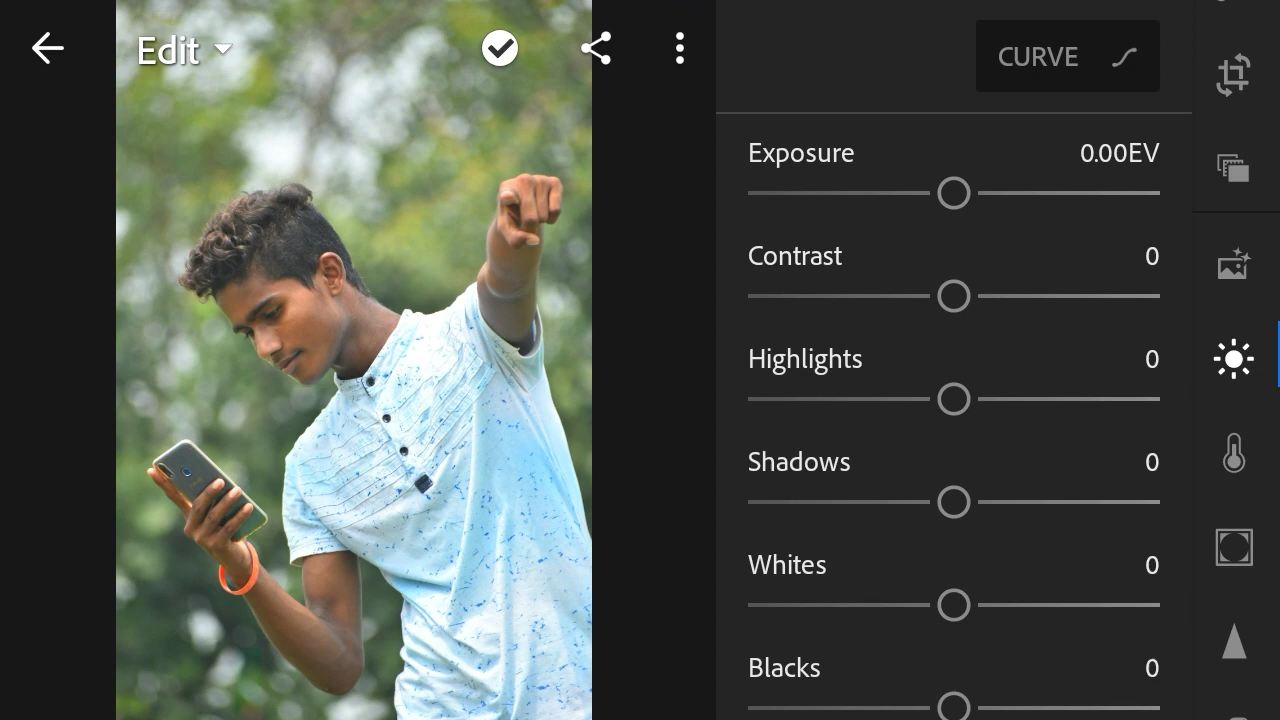 Edit
CURVE
Exposure 0.00EV
Contrast 0
Highlights 0
Shadows 0
Whites 0
Blacks 0